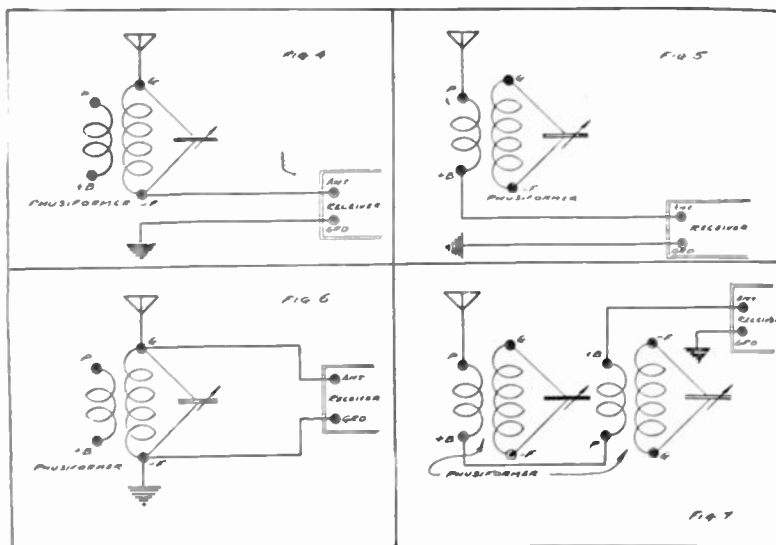 FIG 4
G
P
+B
-F
PHUSIFORMER
ANT
RECEIVER
GRD
FIG 5
P
G
+B
-F
PHUSIFORMER
ANT
RECEIVER
GRD
FIG 6
G
P
+B
-F
PHUSIFORMER
ANT
RECEIVER
GRD
ANT
RECEIVER
GRD
P
G
+B
-F
+B
-F
P
G
PHUSIFORMER
FIG 7